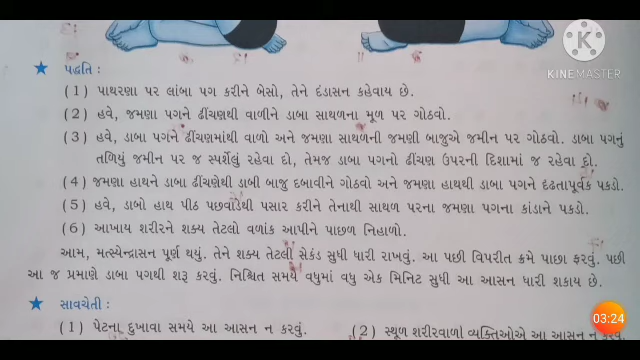 K
KINEMASTER
★ પદ્ધતિ :
(1) પાથરણા પર લાંબા પગ કરીને બેસો, તેને દંડાસન કહેવાય છે.
(2) હવે, જમણા પગને ઢીંચણથી વાળીને ડાબા સાથળના મૂળ પર ગોઠવો.
(3) હવે, ડાબા પગને ઢીંચણમાંથી વાળો અને જમણા સાથળની જમણી બાજુએ જમીન પર ગોઠવો. ડાબા પગનું
તળિયું જમીન પર જ સ્પર્શેલું રહેવા દો, તેમજ ડાબા પગનો ઢીંચણ ઉપરની દિશામાં જ રહેવા દો.
(4) જમણા હાથને ડાબા ઢીંચણેથી ડાબી બાજુ દબાવીને ગોઠવો અને જમણા હાથથી ડાબા પગને દૃઢતાપૂર્વક પકડો.
(5) હવે, ડાબો હાથ પીઠ પછવાડેથી પસાર કરીને તેનાથી સાથળ પરના જમણા પગના કાંડાને પકડો.
(6) આખાય શરીરને શક્ય તેટલો વળાંક આપીને પાછળ નિહાળો.
આમ, મત્સ્યેન્દ્રાસન પૂર્ણ થયું. તેને શક્ય તેટલી સેકંડ સુધી ધારી રાખવું. આ પછી વિપરીત ક્રમે પાછા ફરવું. પછી
આ જ પ્રમાણે ડાબા પગથી શરૂ કરવું. નિશ્ચિત સમયે વધુમાં વધુ એક મિનિટ સુધી આ આસન ધારી શકાય છે.
★ સાવચેતી :
(1) પેટના દુખાવા સમયે આ આસન ન કરવું. (2) સ્થૂળ શરીરવાળી વ્યક્તિઓએ આ આસન ન કરવું.
03:24